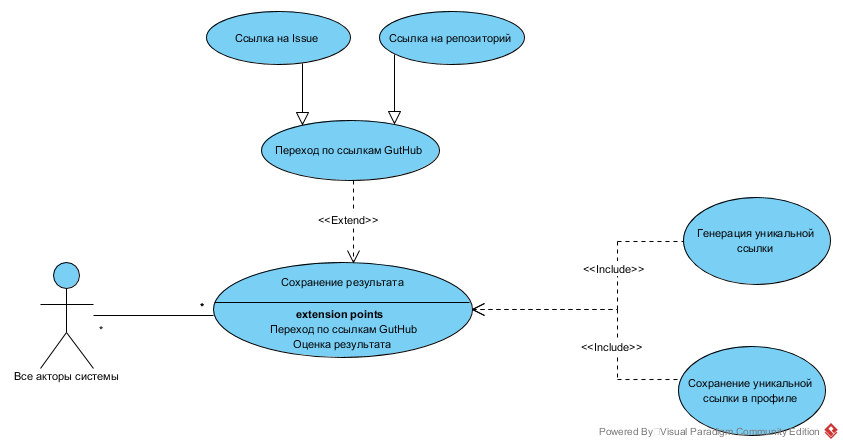 Ссылка на Issue
Ссылка на репозиторий
Переход по ссылкам GutHub
<<Extend>>
Генерация уникальной
ссылки
<<Include>>
Сохранение результата
*
extension points
Переход по ссылкам GutHub
*
Оценка результата
<<Include>>
Все акторы системы
Сохранение уникальной
ссылки в профиле
Powered By Visual Paradigm Community Edition